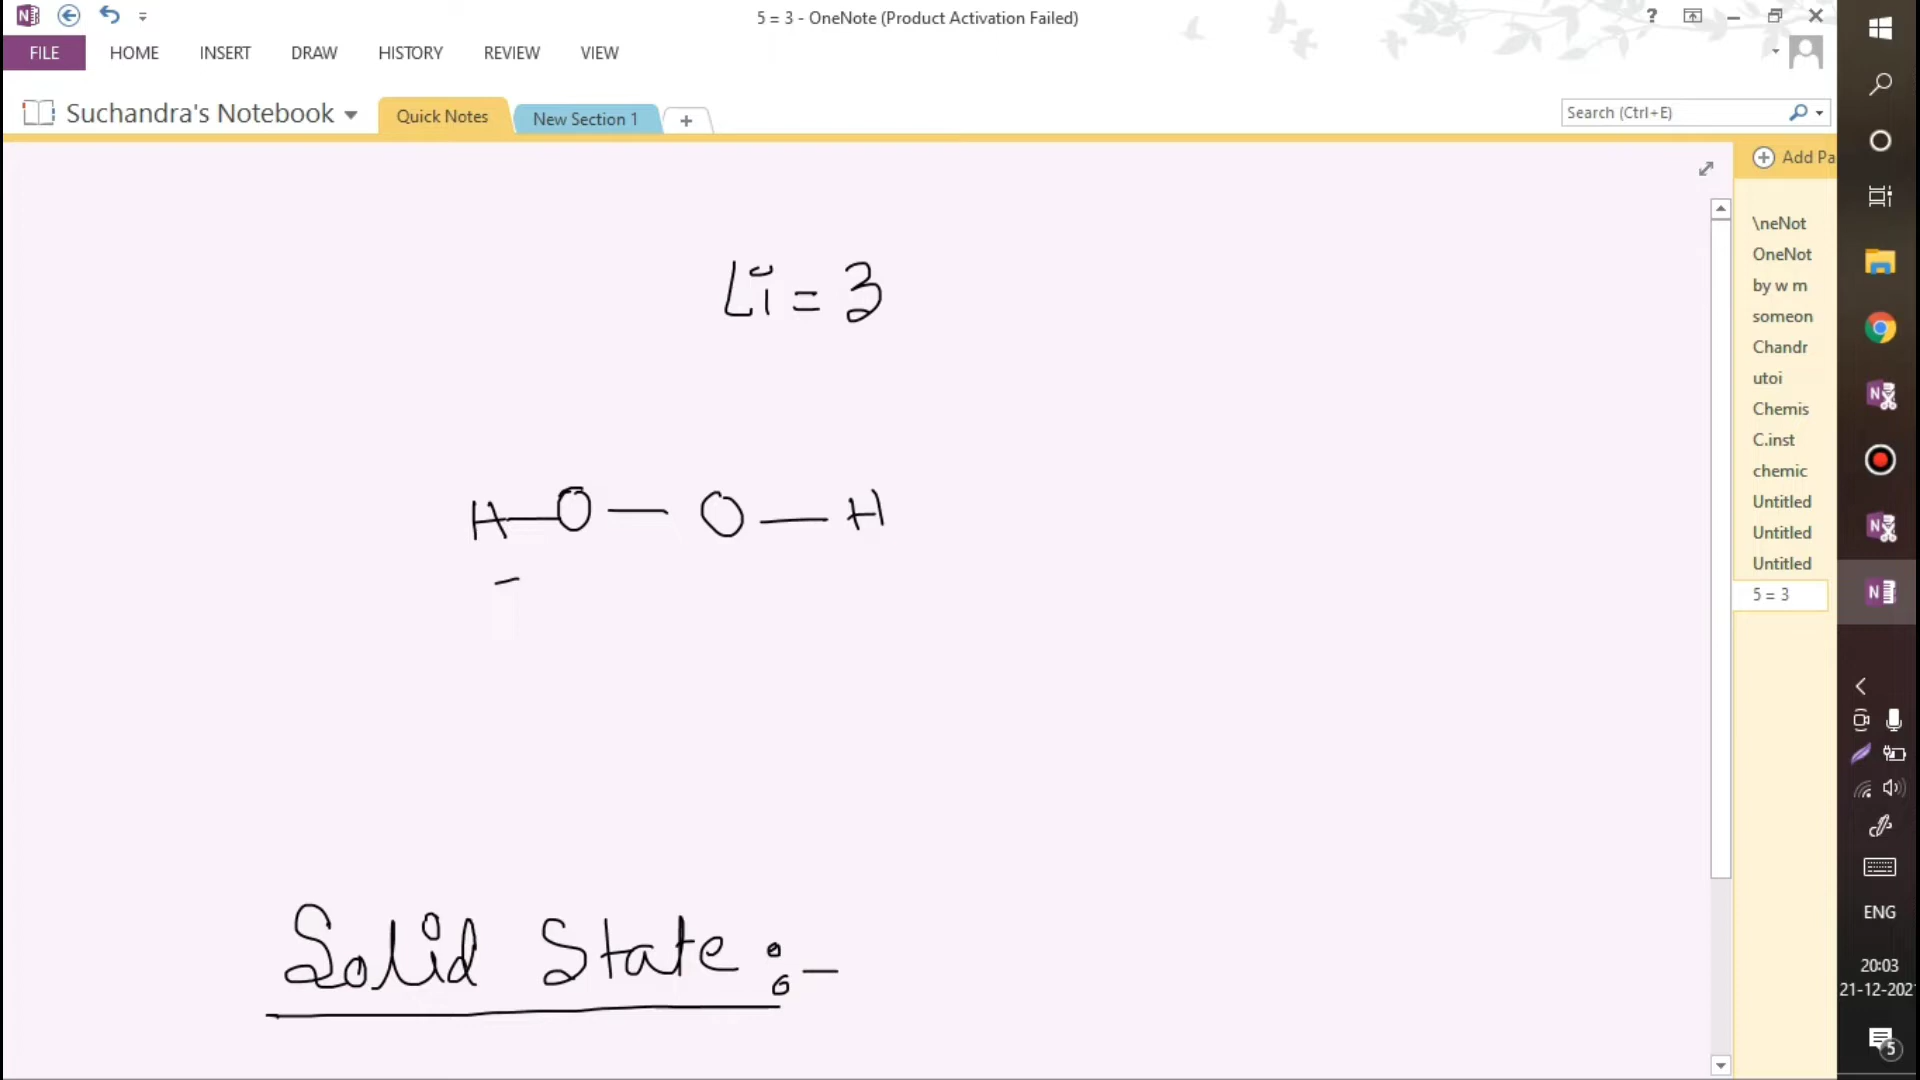 5 = 3 - OneNote (Product Activation Failed)
FILE HOME INSERT DRAW HISTORY REVIEW VIEW
Suchandra's Notebook Quick Notes New Section 1 Search (Ctrl+E)
Add Pa
\neNot
OneNot
by w m
someon
Chandr
utoi
Chemis
C.inst
chemic
Untitled
Untitled
Untitled
5 = 3
Li = 3
H—O — O — H
–
Solid State :-
ENG
20:03
21-12-202
5